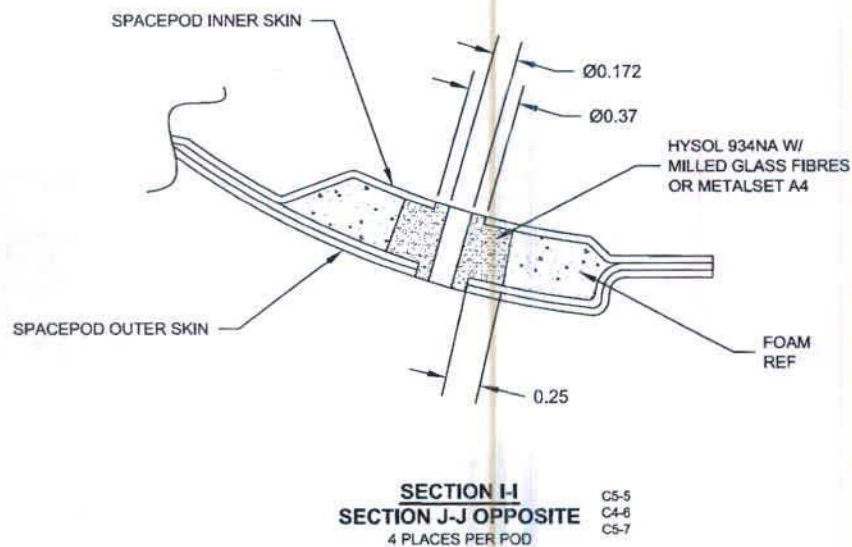 SPACEPOD INNER SKIN
Ø0.172
Ø0.37
HYSOL 934NA W/
MILLED GLASS FIBRES
OR METALSET A4
SPACEPOD OUTER SKIN
FOAM
REF
0.25
SECTION I-I
SECTION J-J OPPOSITE
4 PLACES PER POD
C5-5
C4-6
C5-7